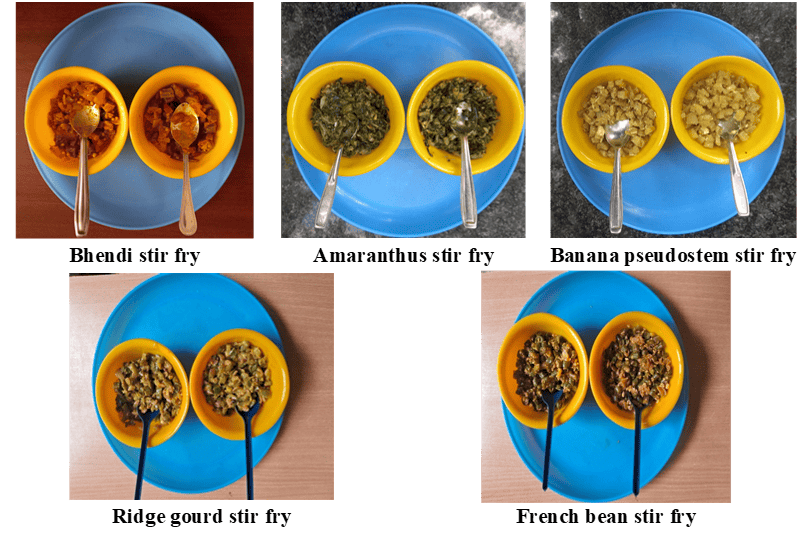 Bhendi stir fry
Amaranthus stir fry
Banana pseudostem stir fry
Ridge gourd stir fry
French bean stir fry